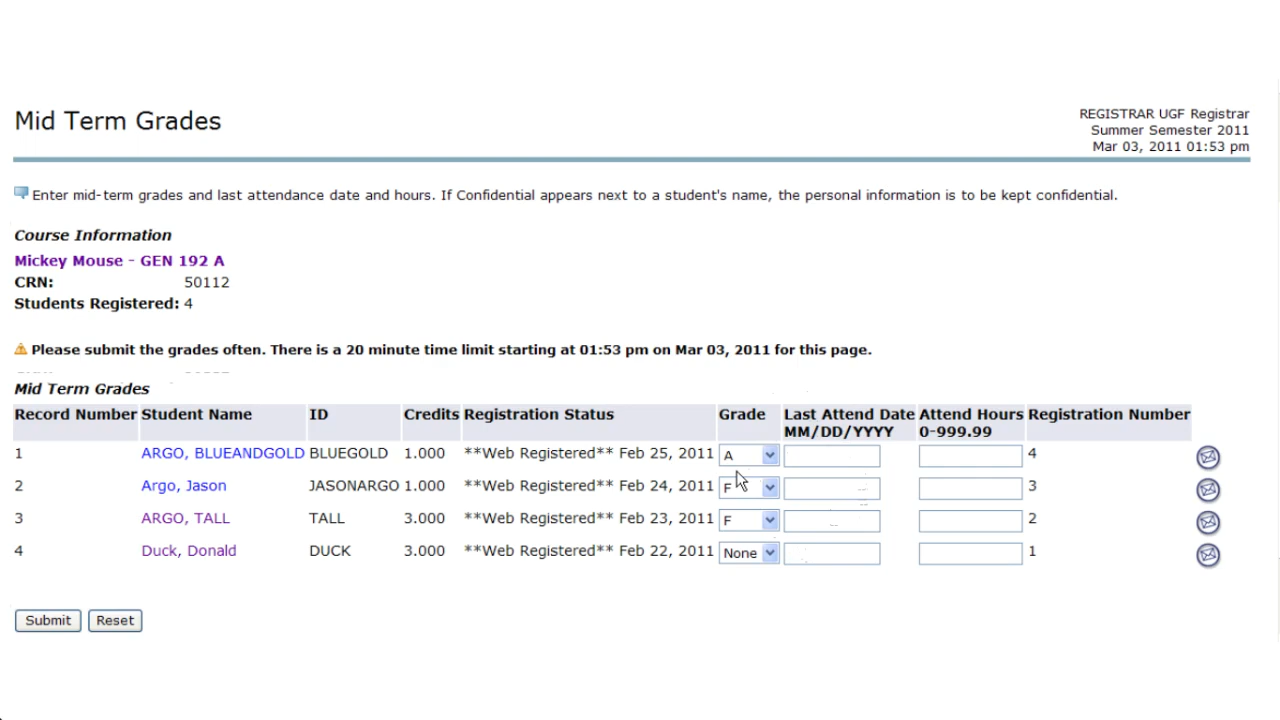 Mid Term Grades
REGISTRAR UGF Registrar
Summer Semester 2011
Mar 03, 2011 01:53 pm
Enter mid-term grades and last attendance date and hours. If Confidential appears next to a student's name, the personal information is to be kept confidential.
Course Information
Mickey Mouse - GEN 192 A
CRN: 50112
Students Registered: 4
Please submit the grades often. There is a 20 minute time limit starting at 01:53 pm on Mar 03, 2011 for this page.
Mid Term Grades
Record Number Student Name ID Credits Registration Status Grade Last Attend Date Attend Hours Registration Number
MM/DD/YYYY 0-999.99
1 ARGO, BLUEANDGOLD BLUEGOLD 1.000 **Web Registered** Feb 25, 2011 A 4
2 Argo, Jason JASONARGO 1.000 **Web Registered** Feb 24, 2011 F 3
3 ARGO, TALL TALL 3.000 **Web Registered** Feb 23, 2011 F 2
4 Duck, Donald DUCK 3.000 **Web Registered** Feb 22, 2011 None 1
Submit Reset